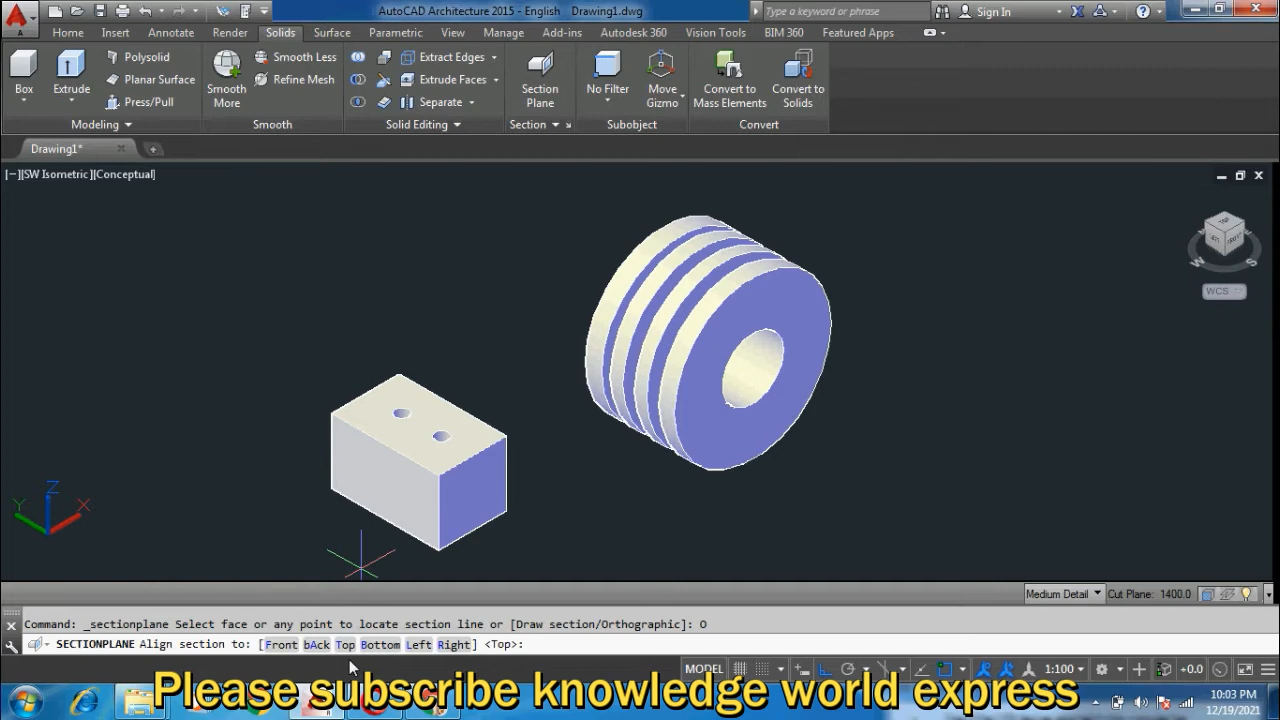 AutoCAD Architecture 2015 - English Drawing1.dwg
Type a keyword or phrase
Sign In
Home Insert Annotate Render Solids Surface Parametric View Manage Add-ins Autodesk 360 Vision Tools BIM 360 Featured Apps
Box
Extrude
Polysolid
Planar Surface
Press/Pull
Modeling
Smooth More
Smooth Less
Refine Mesh
Smooth
Extract Edges
Extrude Faces
Separate
Solid Editing
Section Plane
Section
No Filter
Move Gizmo
Subobject
Convert to Mass Elements
Convert to Solids
Convert
Drawing1*
[−][SW Isometric][Conceptual]
TOP
W S
WCS
Z
Y X
Medium Detail Cut Plane: 1400.0
Command: _sectionplane Select face or any point to locate section line or [Draw section/Orthographic]: O
SECTIONPLANE Align section to: [Front bAck Top Bottom Left Right] <Top>:
MODEL 1:100 +0.0
Please subscribe knowledge world express
10:03 PM
12/19/2021